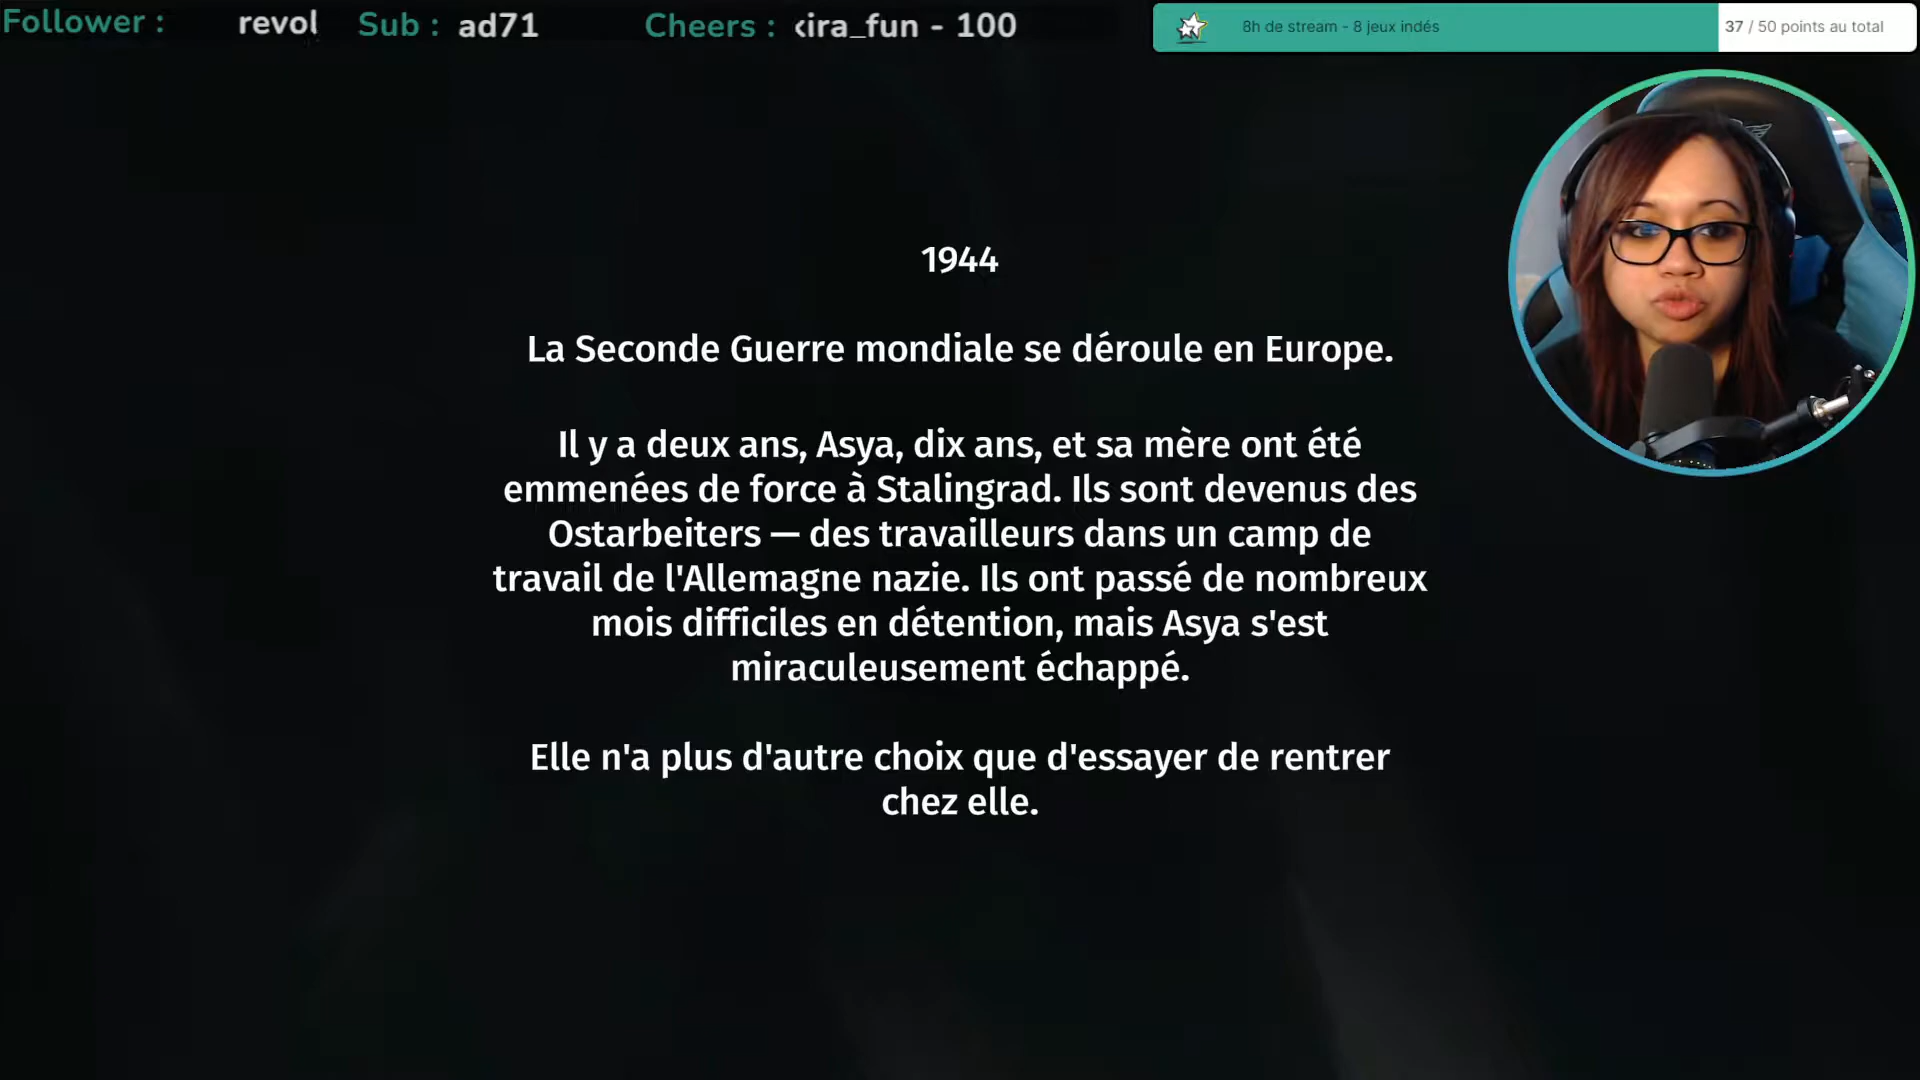 Follower : revol Sub : ad71 Cheers : kira_fun - 100
8h de stream - 8 jeux indés 37 / 50 points au total
1944
La Seconde Guerre mondiale se déroule en Europe.
Il y a deux ans, Asya, dix ans, et sa mère ont été
emmenées de force à Stalingrad. Ils sont devenus des
Ostarbeiters — des travailleurs dans un camp de
travail de l'Allemagne nazie. Ils ont passé de nombreux
mois difficiles en détention, mais Asya s'est
miraculeusement échappé.
Elle n'a plus d'autre choix que d'essayer de rentrer
chez elle.